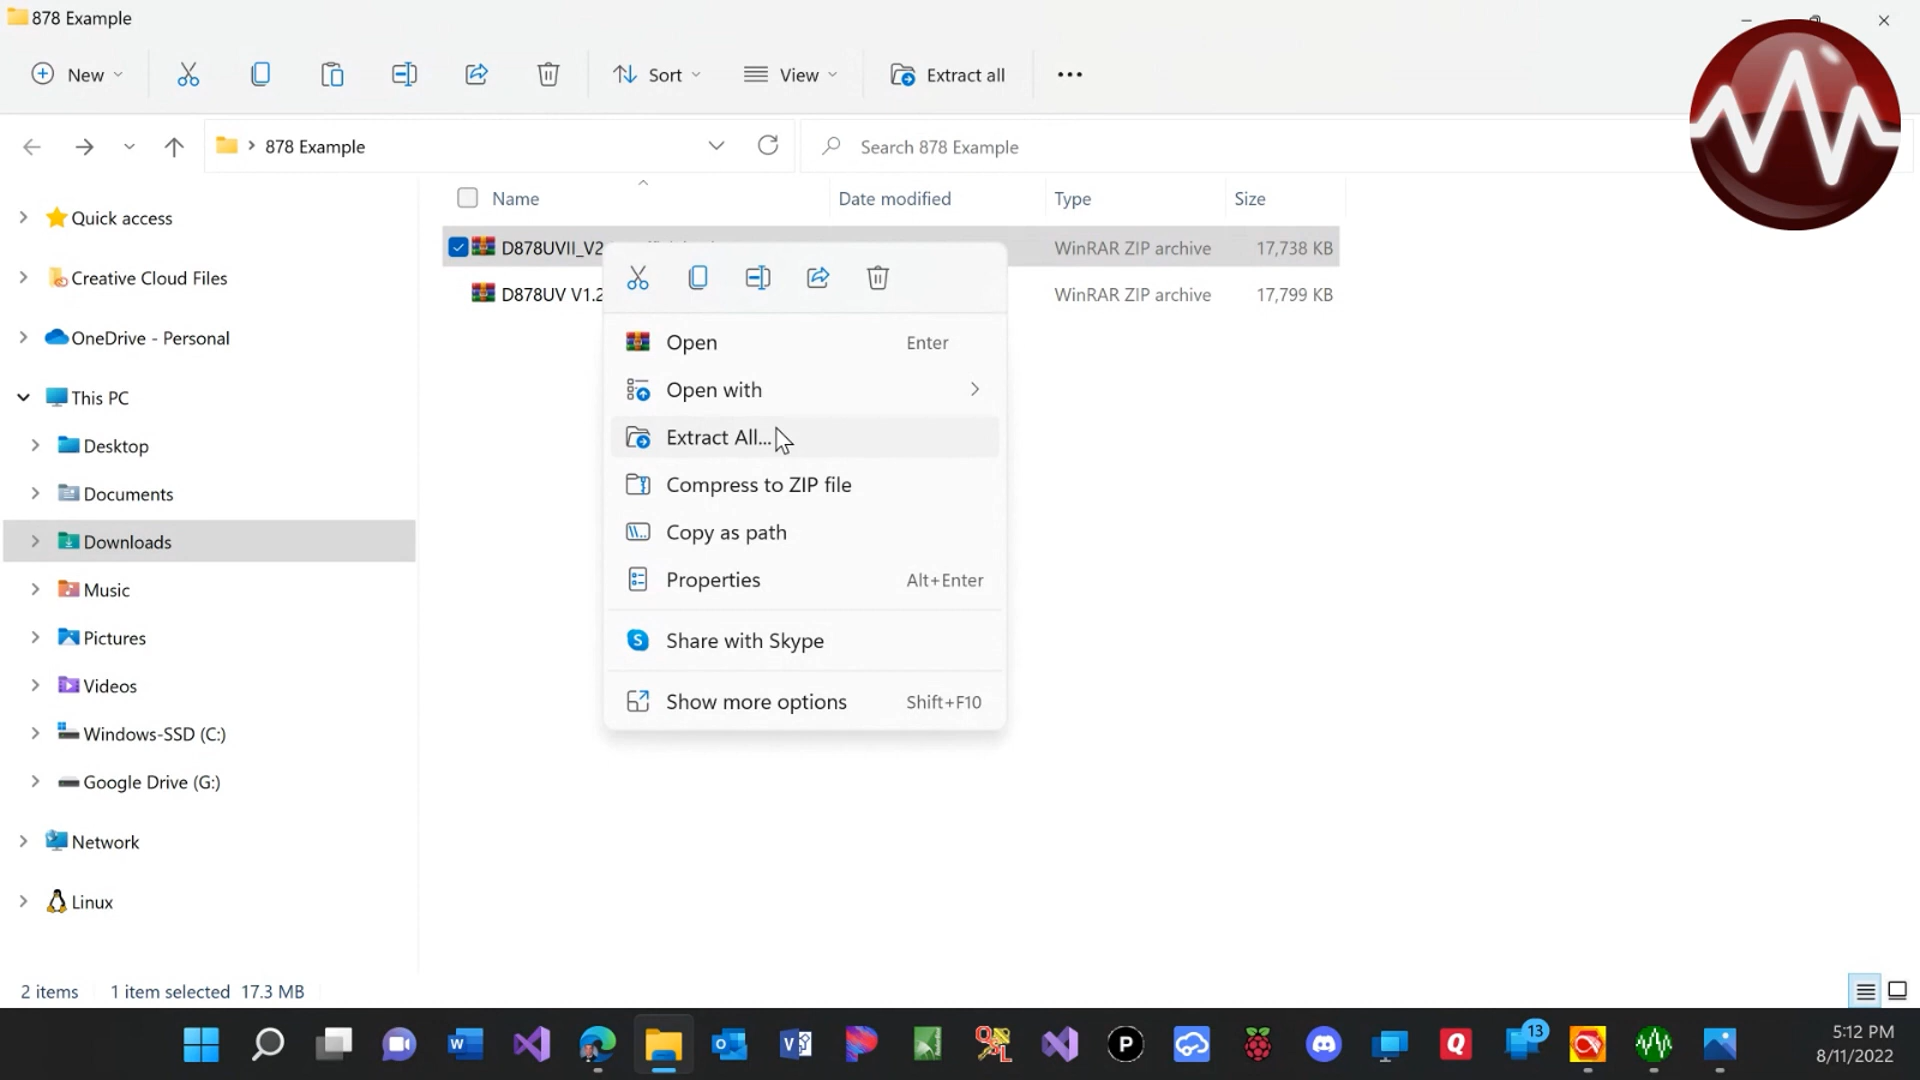 878 Example
New
Sort
View
Extract all
878 Example
Search 878 Example
Name
Date modified
Type
Size
Quick access
Creative Cloud Files
OneDrive - Personal
This PC
Desktop
Documents
Downloads
Music
Pictures
Videos
Windows-SSD (C:)
Google Drive (G:)
Network
Linux
D878UVII_V2
WinRAR ZIP archive
17,738 KB
D878UV V1.2
WinRAR ZIP archive
17,799 KB
Open
Enter
Open with
Extract All...
Compress to ZIP file
Copy as path
Properties
Alt+Enter
Share with Skype
Show more options
Shift+F10
2 items
1 item selected 17.3 MB
13
5:12 PM
8/11/2022